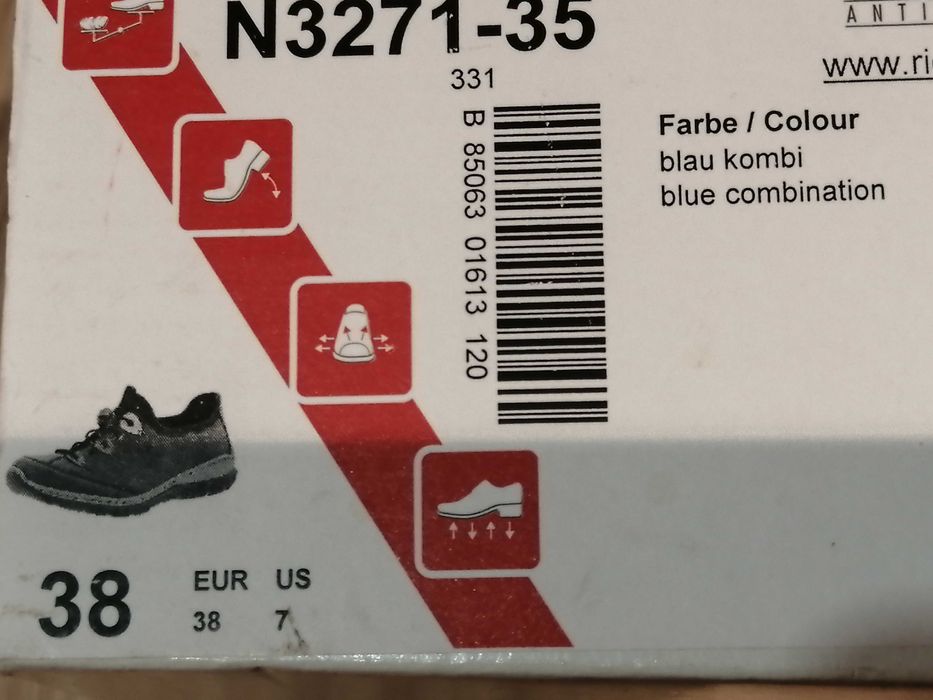 N3271-35
331
ANTI
www.ri
B 85063 01613 120
Farbe / Colour
blau kombi
blue combination
38
EUR US
38 7